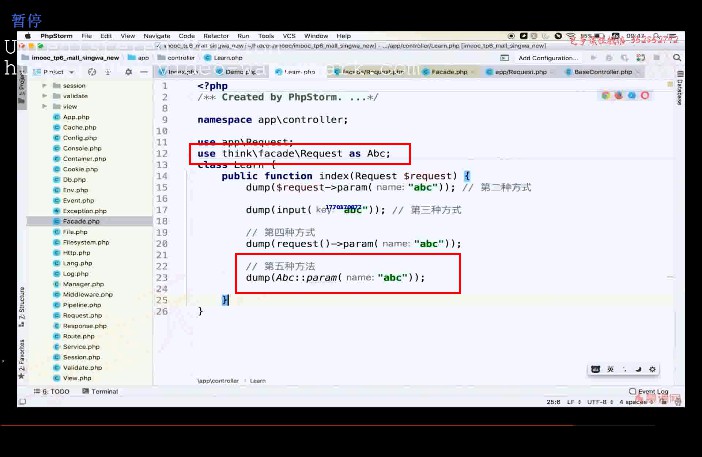 暂停
PhpStorm File Edit View Navigate Code Refactor Run Tools VCS Window Help
imooc_tp6_mall_singwa_new app Learn.php
Add Configuration...
Demo.php Learn.php Facade.php app/Request.php BaseController.php
session
validate
view
App.php
Cache.php
Config.php
Console.php
Container.php
Cookie.php
Db.php
Env.php
Event.php
Exception.php
Facade.php
File.php
Filesystem.php
Http.php
Lang.php
Log.php
Manager.php
Middleware.php
Pipeline.php
Request.php
Response.php
Route.php
Service.php
Session.php
Validate.php
View.php
1 <?php
2 /** Created by PhpStorm. ...*/
9 namespace app\controller;
10
11 use app\Request;
12 use think\facade\Request as Abc;
13 class Learn {
14 public function index(Request $request) {
15 dump($request->param( name: "abc")); // 第二种方式
17 dump(input( key: "abc")); // 第三种方式
18
19 // 第四种方式
20 dump(request()->param( name: "abc"));
21
22 // 第五种方法
23 dump(Abc::param( name: "abc"));
25 }
26 }
\app\controller Learn
Database
Z: Structure
2: Favorites
英
6: TODO Terminal Event Log
25:6 LF UTF-8 4 spaces